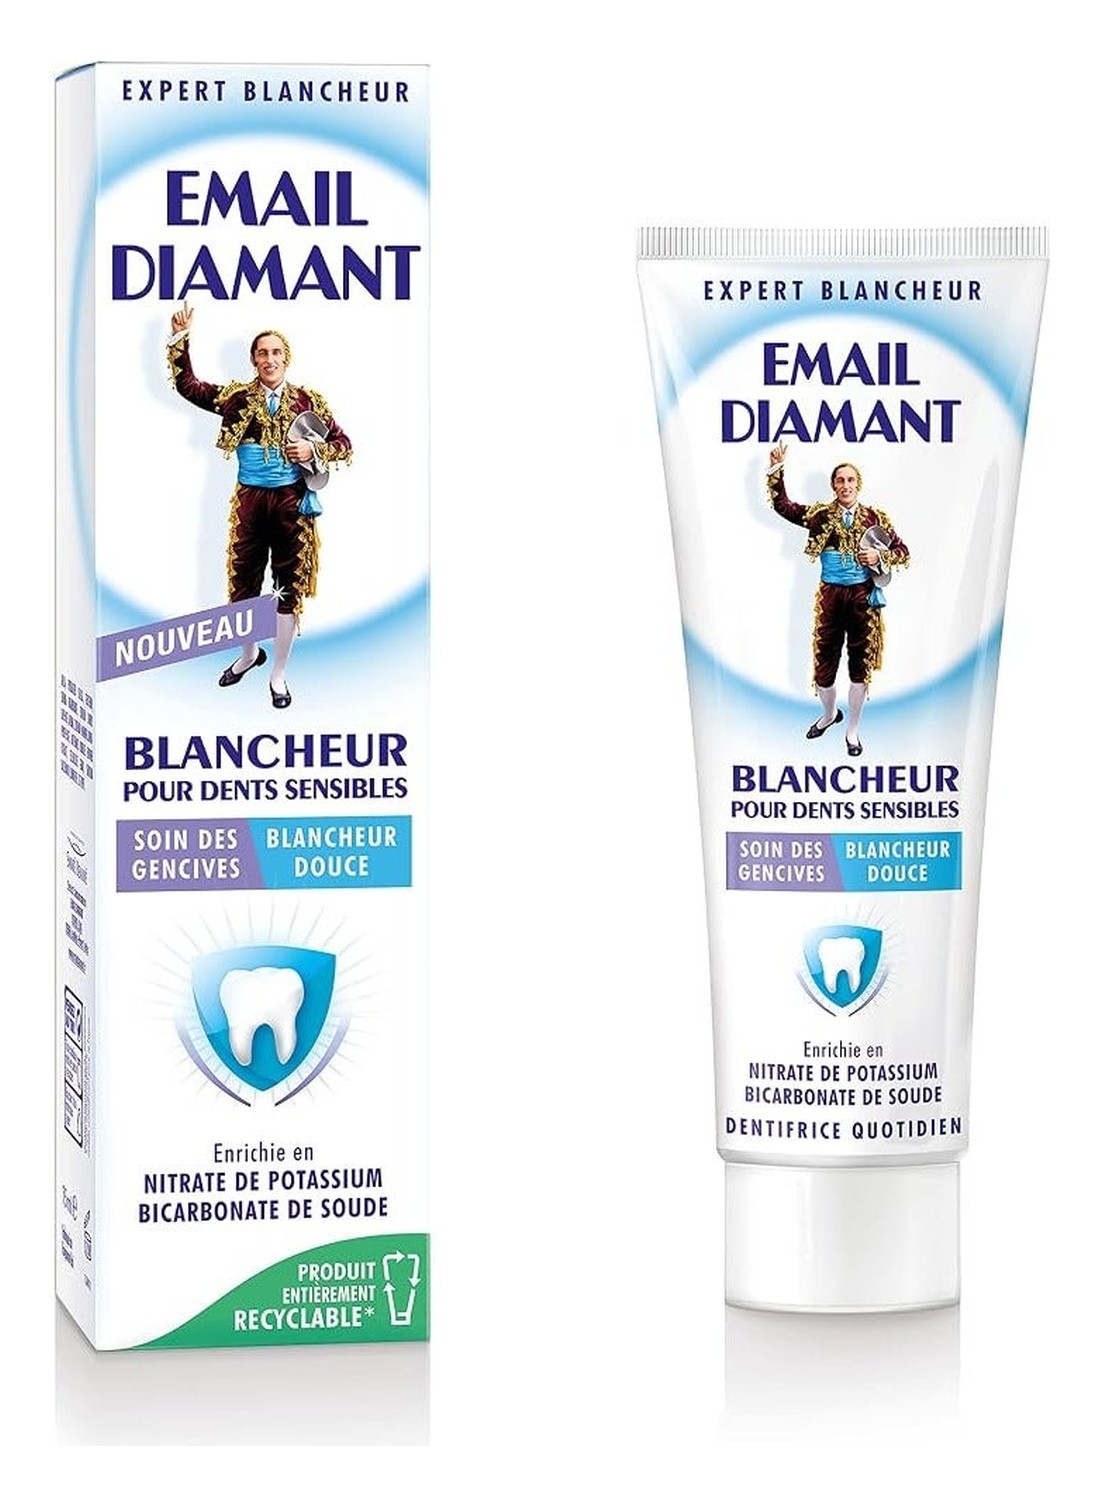 EXPERT BLANCHEUR
EMAIL
DIAMANT
NOUVEAU
BLANCHEUR
POUR DENTS SENSIBLES
SOIN DES
GENCIVES
BLANCHEUR
DOUCE
Enrichie en
NITRATE DE POTASSIUM
BICARBONATE DE SOUDE
PRODUIT
ENTIÈREMENT
RECYCLABLE*
75ml e
EXPERT BLANCHEUR
EMAIL
DIAMANT
BLANCHEUR
POUR DENTS SENSIBLES
SOIN DES
GENCIVES
BLANCHEUR
DOUCE
Enrichie en
NITRATE DE POTASSIUM
BICARBONATE DE SOUDE
DENTIFRICE QUOTIDIEN